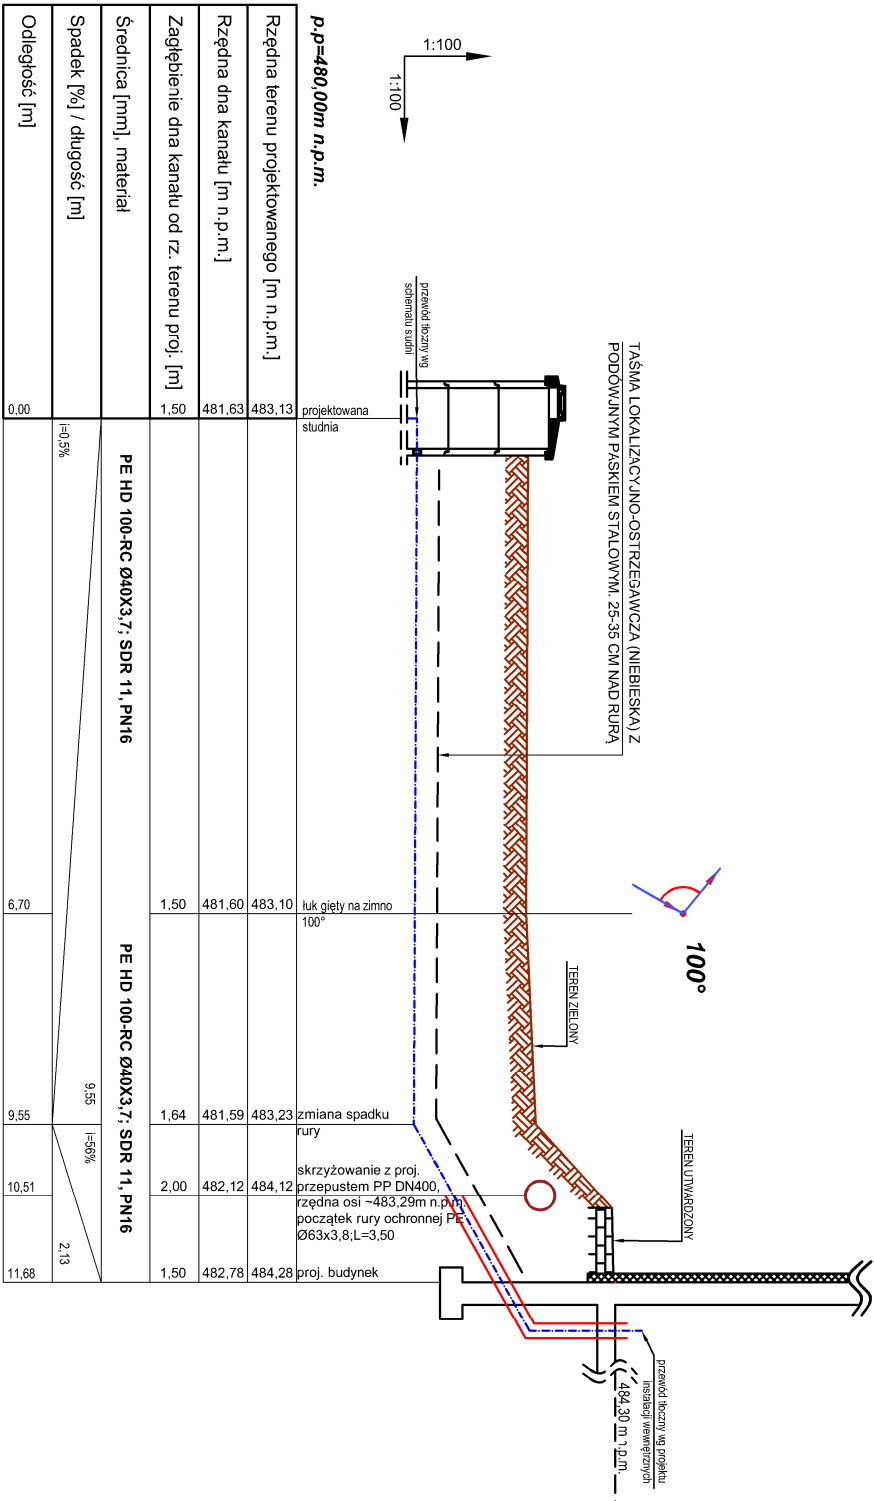 1:100
1:100
p.p=480,00m n.p.m.
TAŚMA LOKALIZACYJNO-OSTRZEGAWCZA (NIEBIESKA) Z
PODÓWJNYM PASKIEM STALOWYM. 25-35 CM NAD RURĄ
przewód tłoczny wg
schematu studni
100°
TEREN ZIELONY
TEREN UTWARDZONY
przewód tłoczny wg projektu
instalacji wewnętrznych
484,30 m n.p.m.
projektowana
studnia
łuk gięty na zimno
100°
zmiana spadku
rury
skrzyżowanie z proj.
przepustem PP DN400,
rzędna osi ~483,29m n.p.m.
początek rury ochronnej PE
Ø63x3,8;L=3,50
proj. budynek
Rzędna terenu projektowanego [m n.p.m.]
483,13
483,10
483,23
484,12
484,28
Rzędna dna kanału [m n.p.m.]
481,63
481,60
481,59
482,12
482,78
Zagłębienie dna kanału od rz. terenu proj. [m]
1,50
1,50
1,64
2,00
1,50
Średnica [mm], materiał
PE HD 100-RC Ø40X3,7; SDR 11, PN16
PE HD 100-RC Ø40X3,7; SDR 11, PN16
Spadek [%] / długość [m]
i=0,5%
9,55
i=56%
2,13
Odległość [m]
0,00
6,70
9,55
10,51
11,68